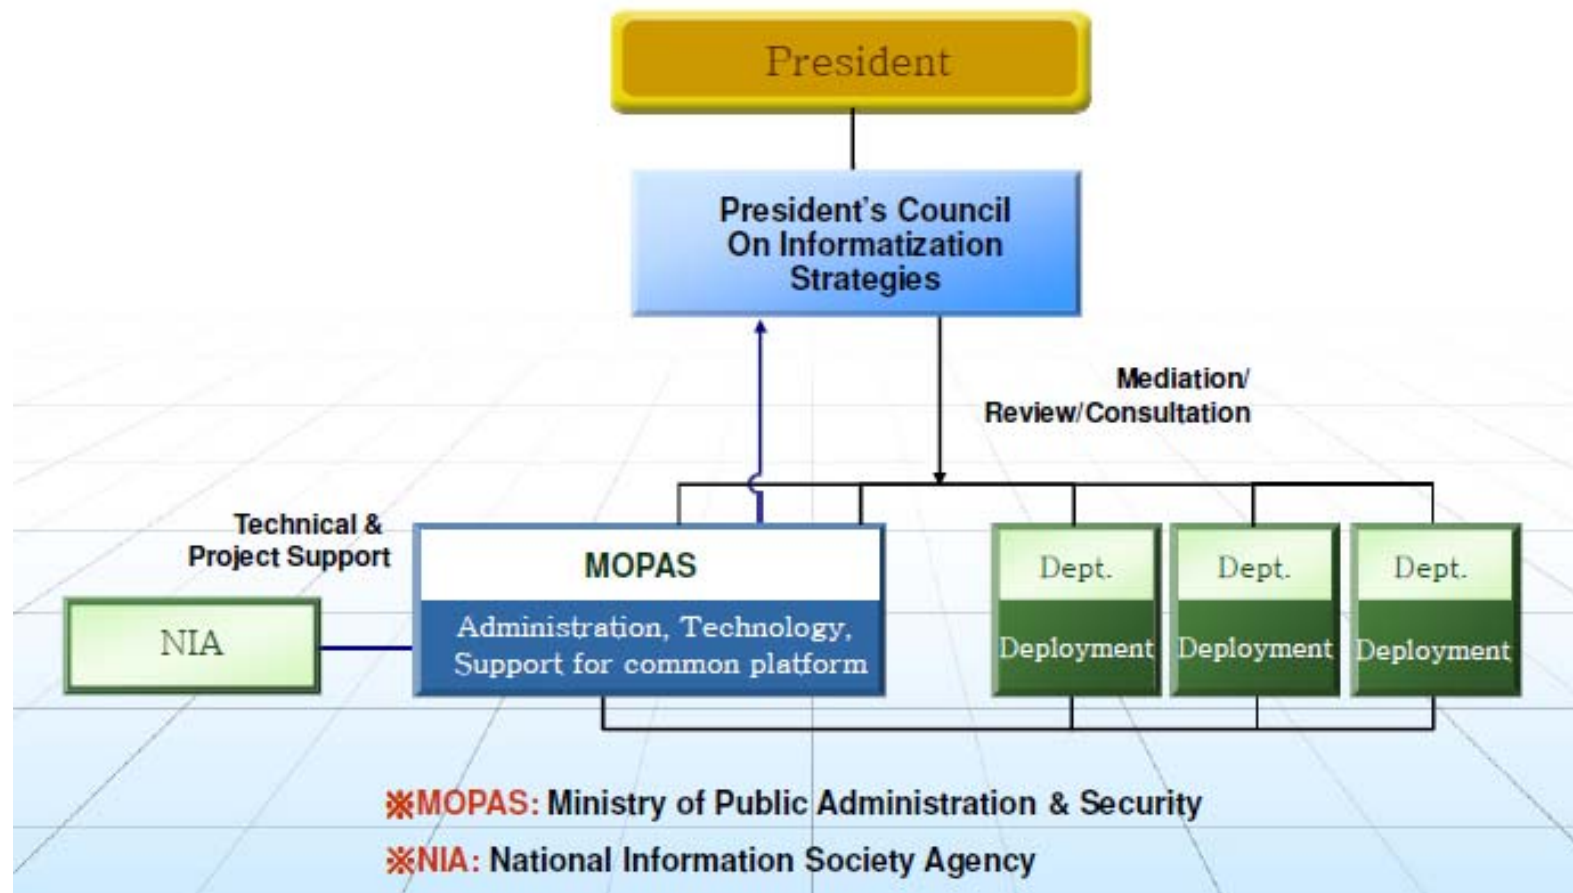 President
President's Council
On Informatization
Strategies
Mediation/
Review/Consultation
Technical &
Project Support
NIA
MOPAS
Administration, Technology,
Support for common platform
Dept.
Deployment
Dept.
Deployment
Dept.
Deployment
※MOPAS: Ministry of Public Administration & Security
※NIA: National Information Society Agency